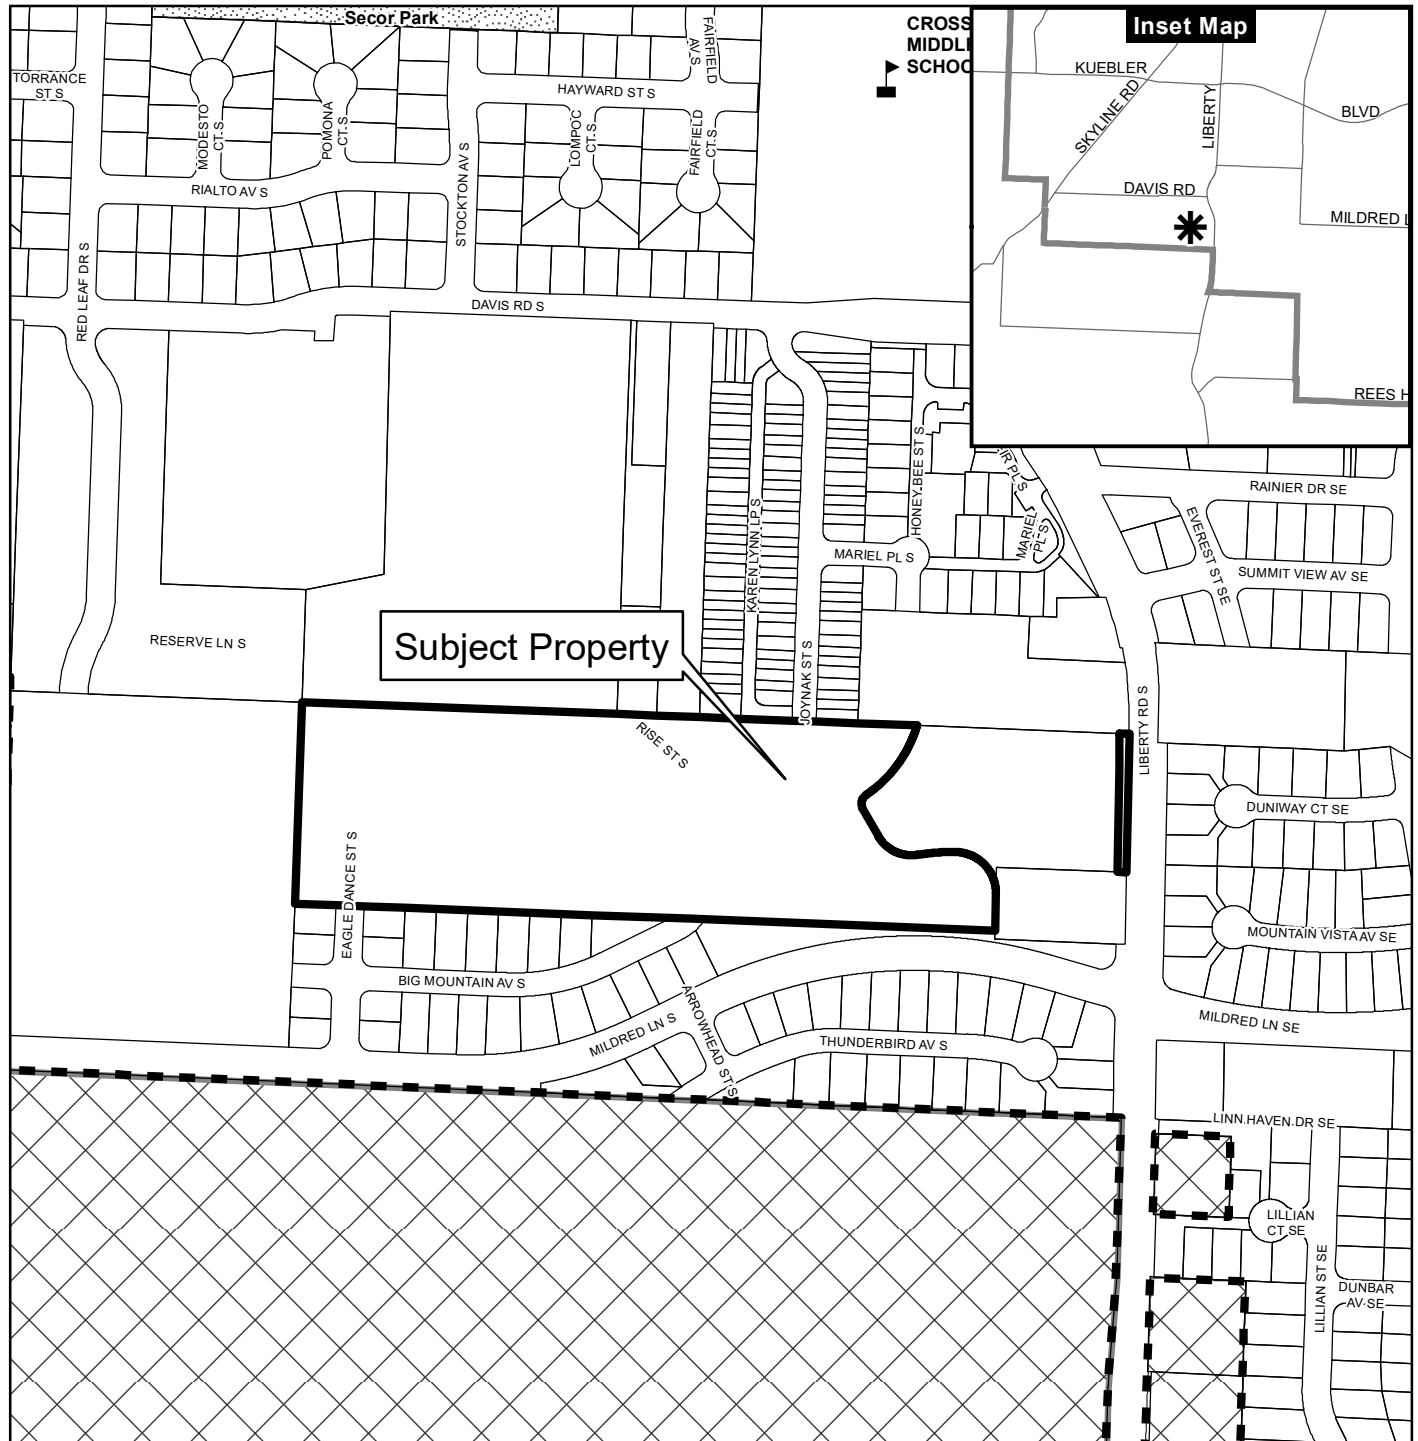 Secor Park
CROSS
MIDDL
SCHOO
Inset Map
KUEBLER
SKYLINE RD
LIBERTY
BLVD
DAVIS RD
MILDRED L
REES H
TORRANCE
ST S
MODESTO
CT S
POMONA
CT S
FAIRFIELD
AV S
HAYWARD ST S
LOMPOC
CT S
FAIRFIELD
CT S
RIALTO AV S
STOCKTON AV S
RED LEAF DR S
DAVIS RD S
HONEY BEE ST S
IR PL S
MARIEL
PL S
MARIEL PL S
KAREN LYNN LP S
JOYNAK ST S
RAINIER DR SE
EVEREST ST SE
SUMMIT VIEW AV SE
RESERVE LN S
Subject Property
RISE ST S
LIBERTY RD S
DUNIWAY CT SE
EAGLE DANCE ST S
MOUNTAIN VISTA AV SE
BIG MOUNTAIN AV S
ARROWHEAD ST S
MILDRED LN S
THUNDERBIRD AV S
MILDRED LN SE
LINN HAVEN DR SE
LILLIAN
CT SE
LILLIAN ST SE
DUNBAR
AV SE